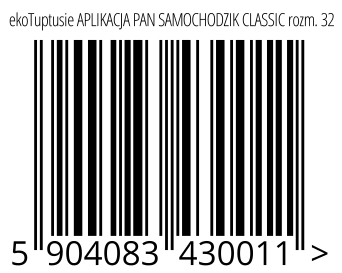 ekoTuptusie APLIKACJA PAN SAMOCHODZIK CLASSIC rozm. 32
5 904083 430011 >